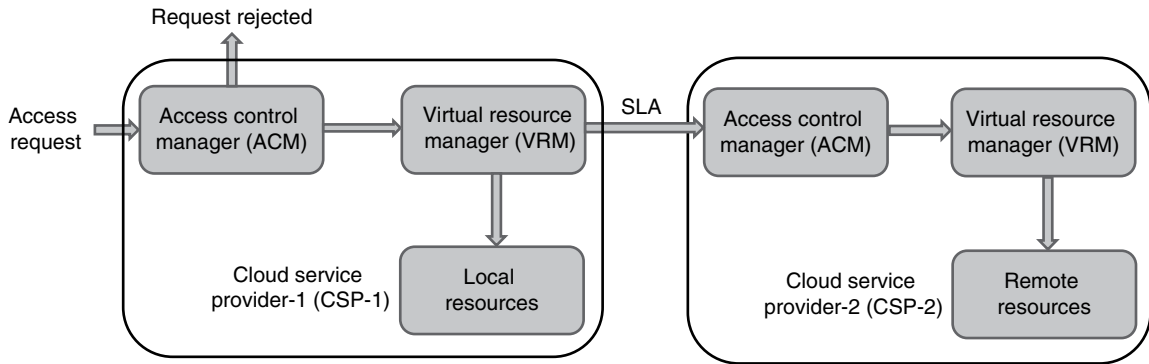 Request rejected
Access
request
Access control
manager (ACM)
Virtual resource
manager (VRM)
SLA
Access control
manager (ACM)
Virtual resource
manager (VRM)
Cloud service
provider-1 (CSP-1)
Local
resources
Cloud service
provider-2 (CSP-2)
Remote
resources